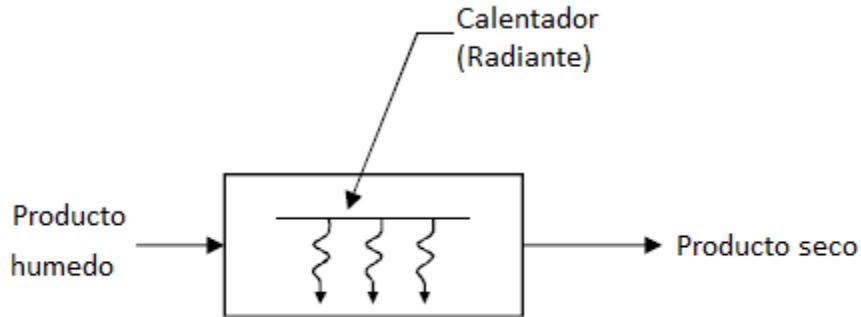 Calentador
(Radiante)
Producto
humedo
Producto seco